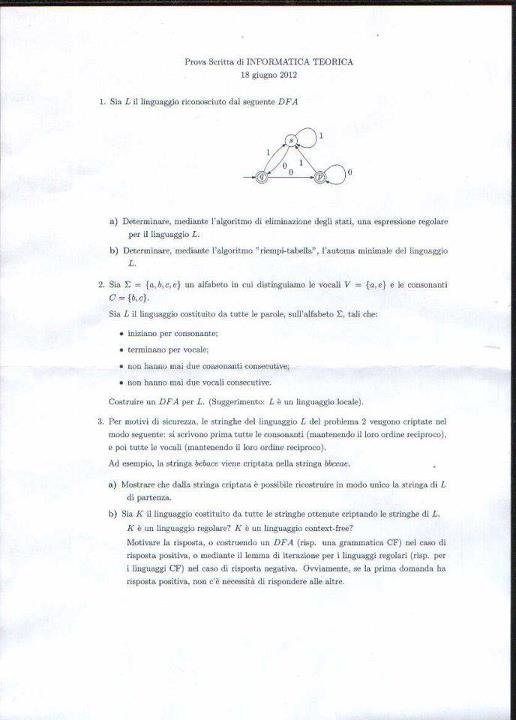 Prova Scritta di INFORMATICA TEORICA
18 giugno 2012
1. Sia L il linguaggio riconosciuto dal seguente DFA
s
1
1
0
1
0
q
p
0
a) Determinare, mediante l'algoritmo di eliminazione degli stati, una espressione regolare
per il linguaggio L.
b) Determinare, mediante l'algoritmo "riempi-tabella", l'automa minimale del linguaggio
L.
2. Sia Σ = {a, b, c, e} un alfabeto in cui distinguiamo le vocali V = {a, e} e le consonanti
C = {b, c}.
Sia L il linguaggio costituito da tutte le parole, sull'alfabeto Σ, tali che:
• iniziano per consonante;
• terminano per vocale;
• non hanno mai due consonanti consecutive;
• non hanno mai due vocali consecutive.
Costruire un DFA per L. (Suggerimento: L è un linguaggio locale).
3. Per motivi di sicurezza, le stringhe del linguaggio L del problema 2 vengono criptate nel
modo seguente: si scrivono prima tutte le consonanti (mantenendo il loro ordine reciproco),
e poi tutte le vocali (mantenendo il loro ordine reciproco).
Ad esempio, la stringa bebace viene criptata nella stringa bbceae.
a) Mostrare che dalla stringa criptata è possibile ricostruire in modo unico la stringa di L
di partenza.
b) Sia K il linguaggio costituito da tutte le stringhe ottenute criptando le stringhe di L.
K è un linguaggio regolare? K è un linguaggio context-free?
Motivare la risposta, o costruendo un DFA (risp. una grammatica CF) nel caso di
risposta positiva, o mediante il lemma di iterazione per i linguaggi regolari (risp. per
i linguaggi CF) nel caso di risposta negativa. Ovviamente, se la prima domanda ha
risposta positiva, non c'è necessità di rispondere alle altre.